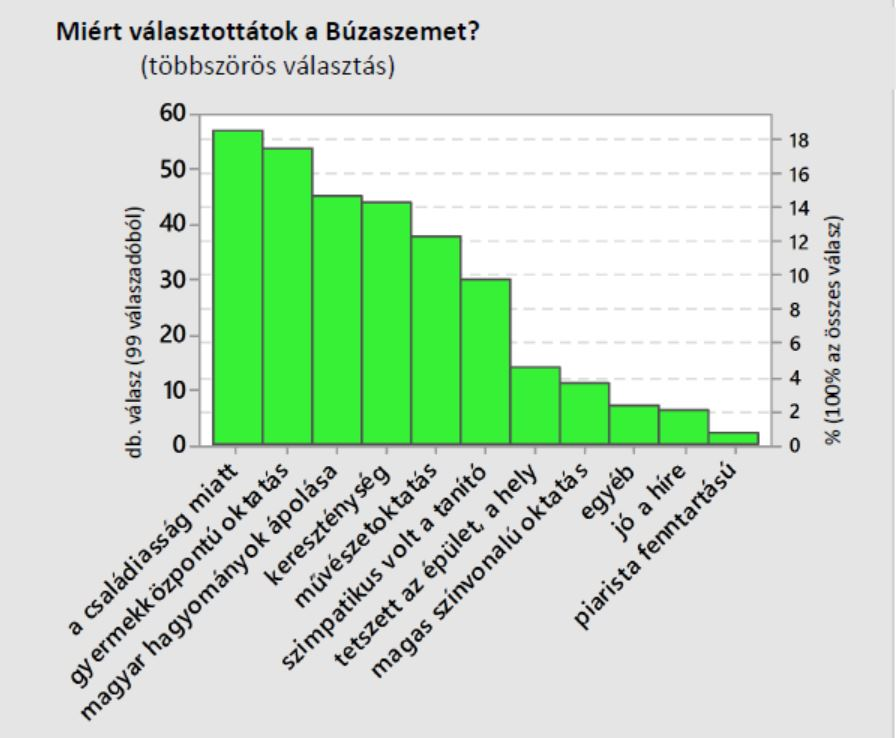 Miért választottátok a Búzaszemet?
(többszörös választás)
db. válasz (99 válaszadóból)
60
50
40
30
20
10
0
18
16
14
12
10
8
6
4
2
0
% (100% az összes válasz)
a családiasság miatt
gyermekközpontú oktatás
magyar hagyományok ápolása
kereszténység
művészetoktatás
szimpatikus volt a tanító
tetszett az épület, a hely
magas színvonalú oktatás
egyéb
jó a híre
piarista fenntartású